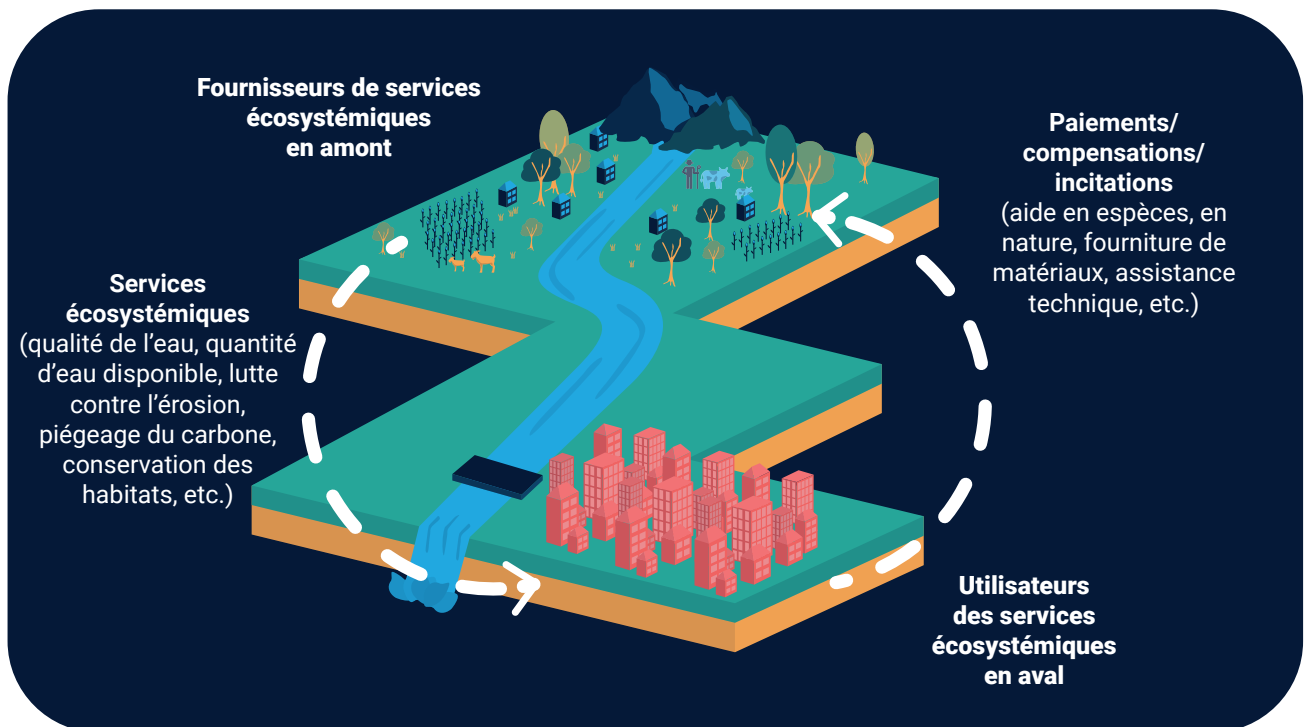 Fournisseurs de services
écosystémiques
en amont
Paiements/
compensations/
incitations
(aide en espèces, en
nature, fourniture de
matériaux, assistance
technique, etc.)
Services
écosystémiques
(qualité de l’eau, quantité
d’eau disponible, lutte
contre l’érosion,
piégeage du carbone,
conservation des
habitats, etc.)
Utilisateurs
des services
écosystémiques
en aval